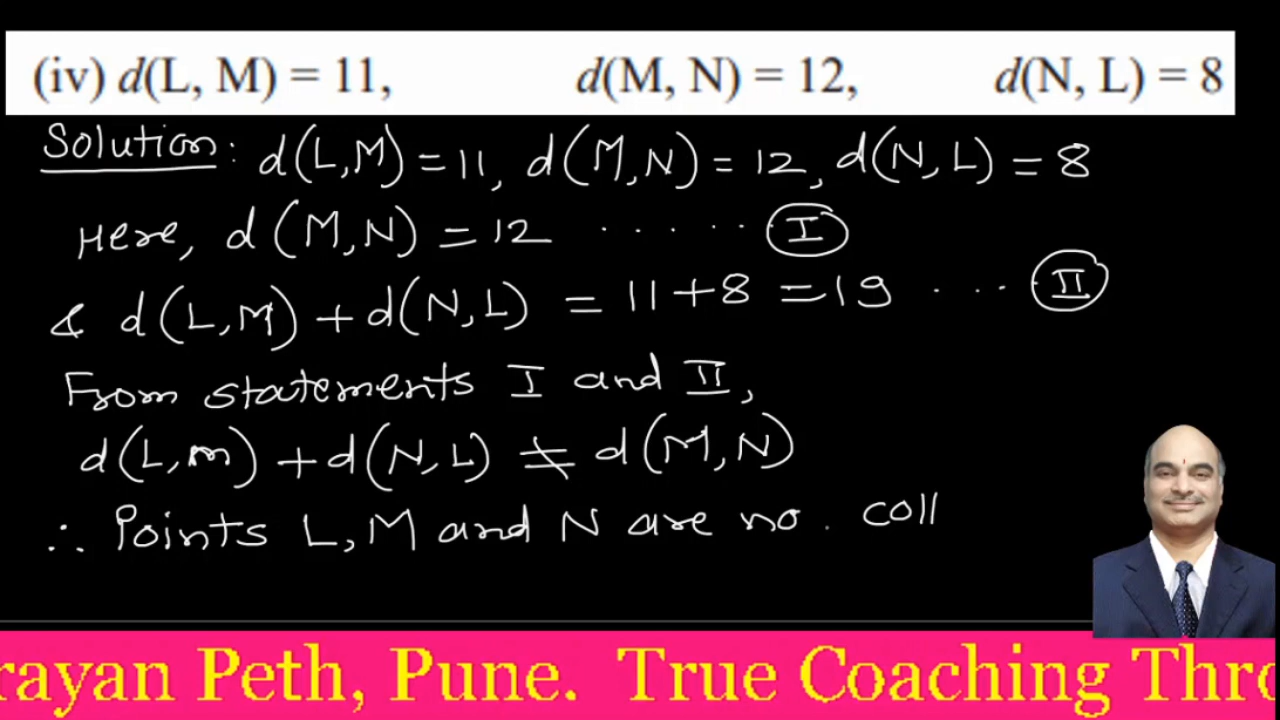 (iv) d(L, M) = 11, d(M, N) = 12, d(N, L) = 8
Solution: d(L,M) = 11, d(M,N) = 12, d(N, L) = 8
Here, d(M,N) = 12 ...... I
& d(L,M) + d(N,L) = 11+8 = 19 ... II
From statements I and II,
d(L,m) + d(N,L) ≠ d(M,N)
∴ Points L, M and N are no. coll
rayan Peth, Pune. True Coaching Thro